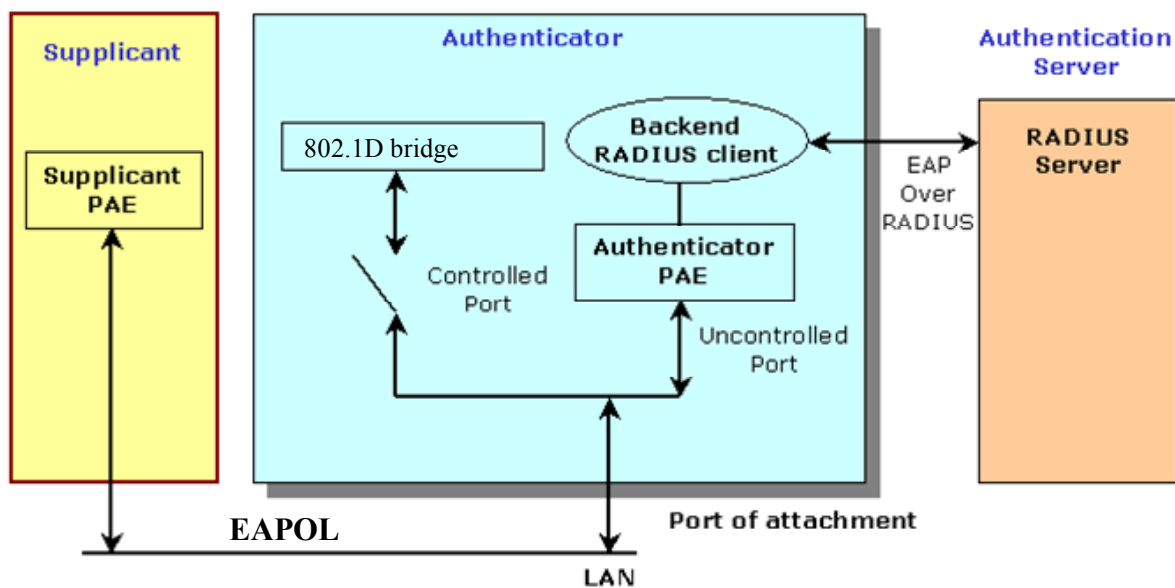 Supplicant
Supplicant
PAE
Authenticator
802.1D bridge
Backend
RADIUS client
Controlled
Port
Authenticator
PAE
Uncontrolled
Port
EAP
Over
RADIUS
Authentication
Server
RADIUS
Server
EAPOL
Port of attachment
LAN